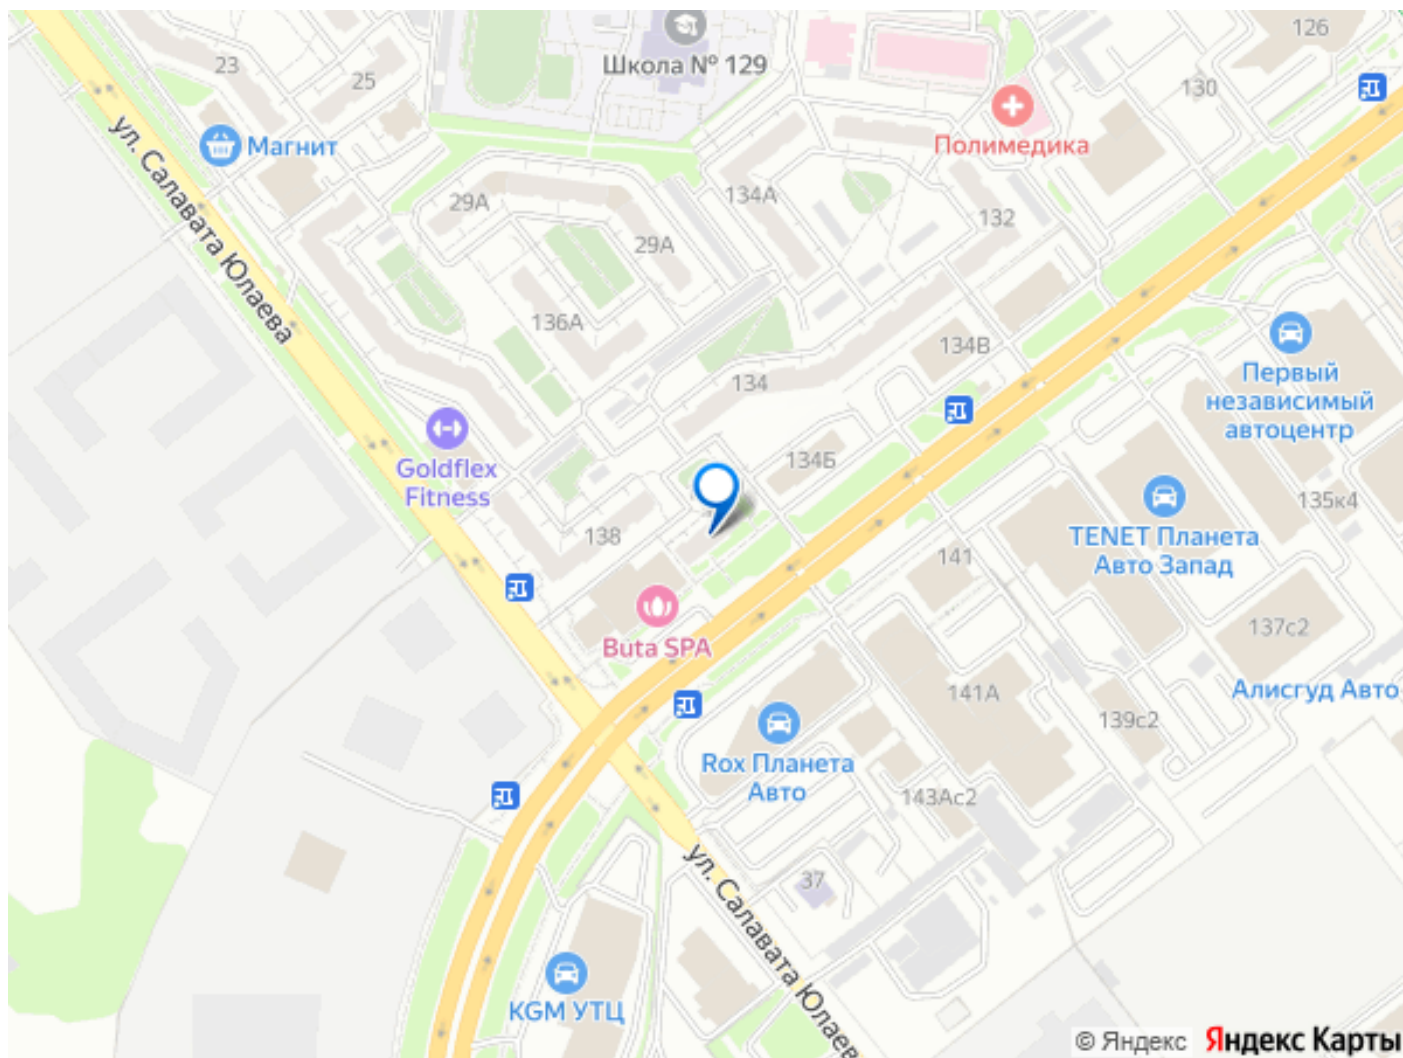 126
Школа № 129
23
25
130
Магнит
Полимедика
ул. Салавата Юлаева
29А
134А
132
29А
136А
134В
134
Первый
независимый
автоцентр
Goldflex
Fitness
134Б
135к4
138
141
TENET Планета
Авто Запад
Buta SPA
137с2
141А
Алисгуд Авто
139с2
Rox Планета
Авто
143Ас2
37
ул. Салавата Юлаева
KGM УТЦ
© Яндекс Яндекс Карты